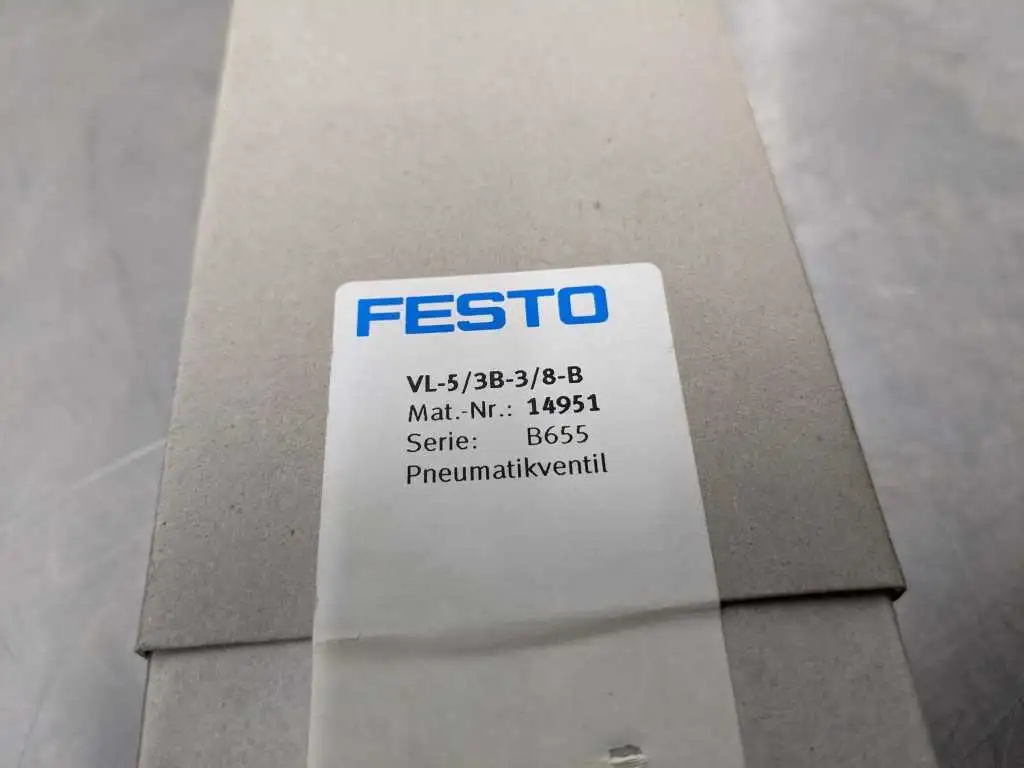 FESTO
VL-5/3B-3/8-B
Mat.-Nr.: 14951
Serie: B655
Pneumatikventil